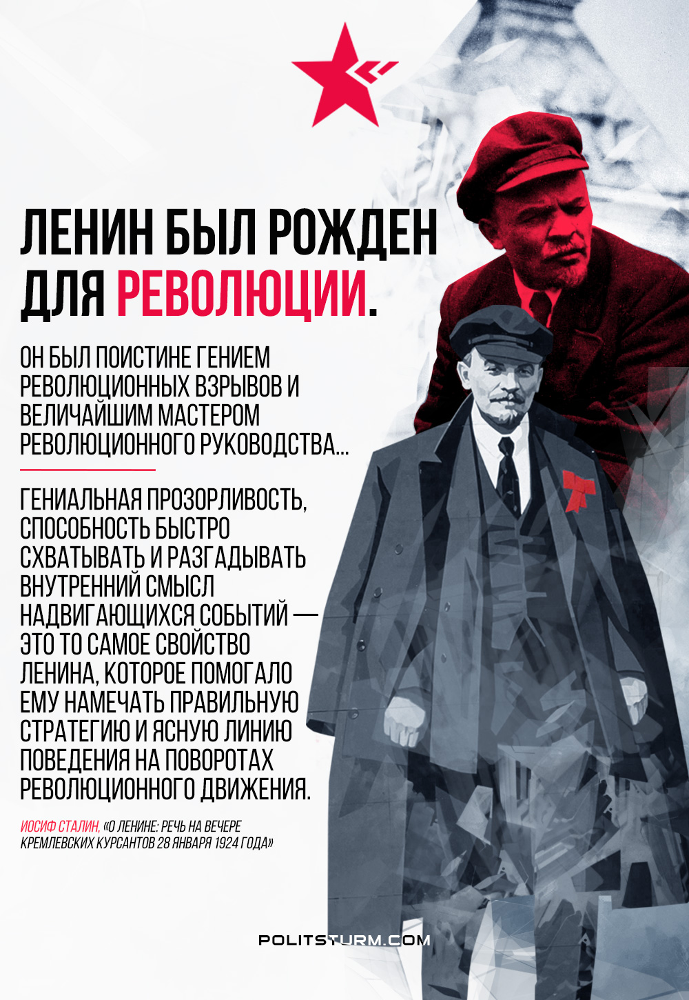 ЛЕНИН БЫЛ РОЖДЕН
ДЛЯ РЕВОЛЮЦИИ.
ОН БЫЛ ПОИСТИНЕ ГЕНИЕМ
РЕВОЛЮЦИОННЫХ ВЗРЫВОВ И
ВЕЛИЧАЙШИМ МАСТЕРОМ
РЕВОЛЮЦИОННОГО РУКОВОДСТВА...
ГЕНИАЛЬНАЯ ПРОЗОРЛИВОСТЬ,
СПОСОБНОСТЬ БЫСТРО
СХВАТЫВАТЬ И РАЗГАДЫВАТЬ
ВНУТРЕННИЙ СМЫСЛ
НАДВИГАЮЩИХСЯ СОБЫТИЙ —
ЭТО ТО САМОЕ СВОЙСТВО
ЛЕНИНА, КОТОРОЕ ПОМОГАЛО
ЕМУ НАМЕЧАТЬ ПРАВИЛЬНУЮ
СТРАТЕГИЮ И ЯСНУЮ ЛИНИЮ
ПОВЕДЕНИЯ НА ПОВОРОТАХ
РЕВОЛЮЦИОННОГО ДВИЖЕНИЯ.
ИОСИФ СТАЛИН, «О ЛЕНИНЕ: РЕЧЬ НА ВЕЧЕРЕ
КРЕМЛЕВСКИХ КУРСАНТОВ 28 ЯНВАРЯ 1924 ГОДА»
POLITSTURM.COM